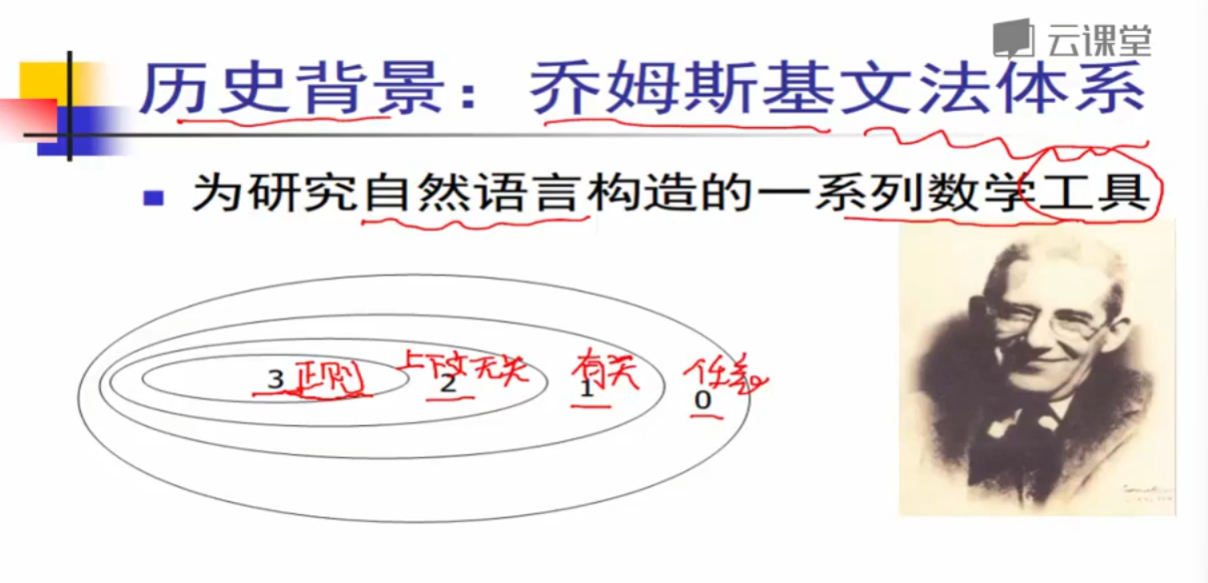 云课堂
历史背景：乔姆斯基文法体系
为研究自然语言构造的一系列数学工具
3 正则
上下文无关
2
有关
1
任意
0